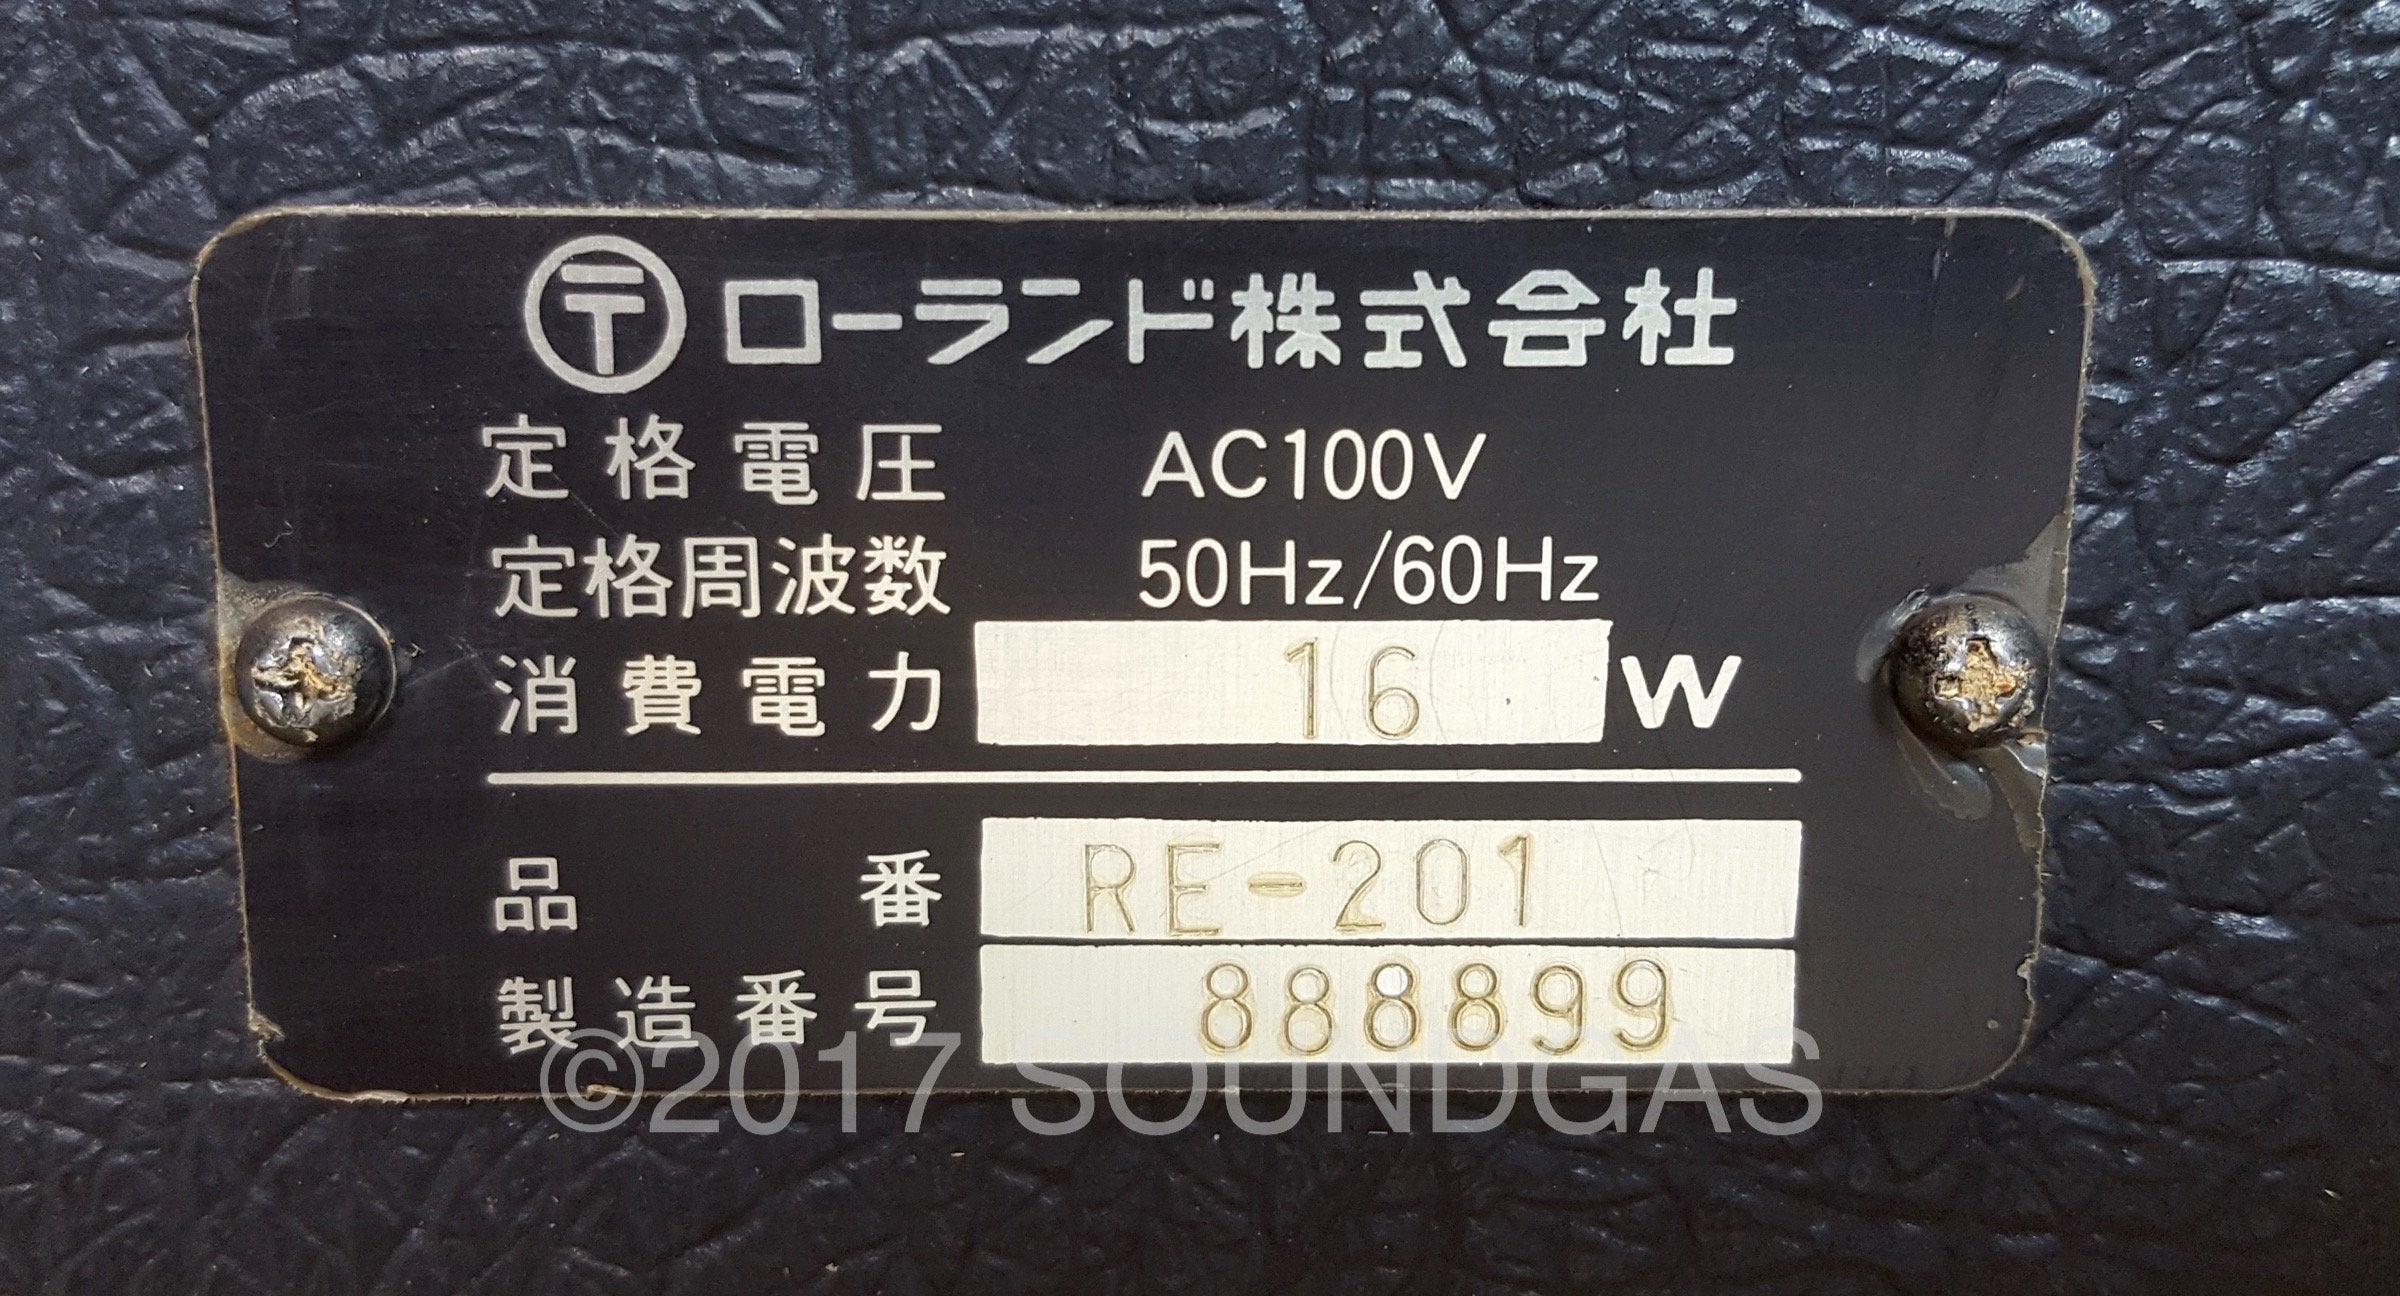 〒ローランド株式会社
定格電圧 AC100V
定格周波数 50Hz/60Hz
消費電力 16 W
品番 RE-201
製造番号 888899
©2017 SOUNDGAS